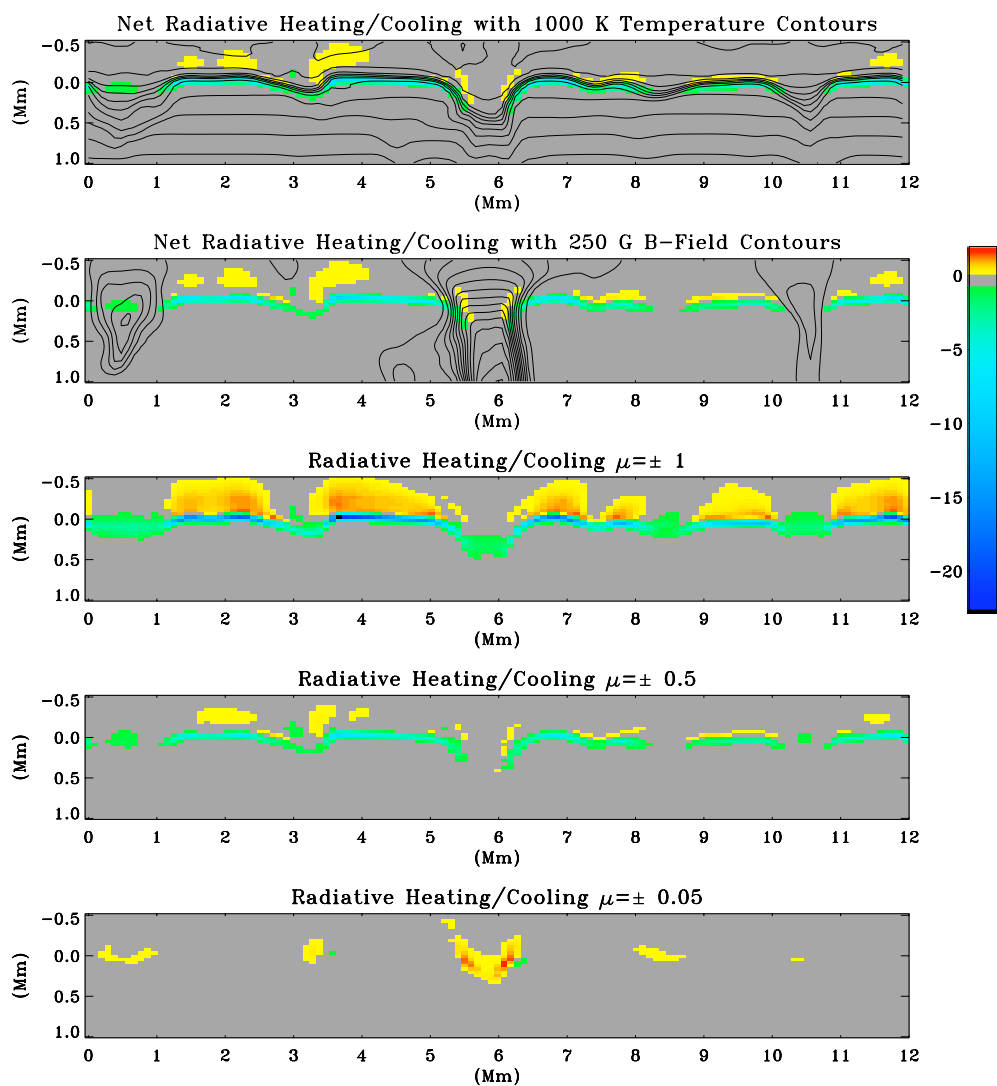 Net Radiative Heating/Cooling with 1000 K Temperature Contours
-0.5
0.0
0.5
1.0
(Mm)
0 1 2 3 4 5 6 7 8 9 10 11 12
(Mm)
Net Radiative Heating/Cooling with 250 G B-Field Contours
-0.5
0.0
0.5
1.0
(Mm)
0 1 2 3 4 5 6 7 8 9 10 11 12
(Mm)
0
-5
-10
-15
-20
Radiative Heating/Cooling μ=± 1
-0.5
0.0
0.5
1.0
(Mm)
0 1 2 3 4 5 6 7 8 9 10 11 12
(Mm)
Radiative Heating/Cooling μ=± 0.5
-0.5
0.0
0.5
1.0
(Mm)
0 1 2 3 4 5 6 7 8 9 10 11 12
(Mm)
Radiative Heating/Cooling μ=± 0.05
-0.5
0.0
0.5
1.0
(Mm)
0 1 2 3 4 5 6 7 8 9 10 11 12
(Mm)